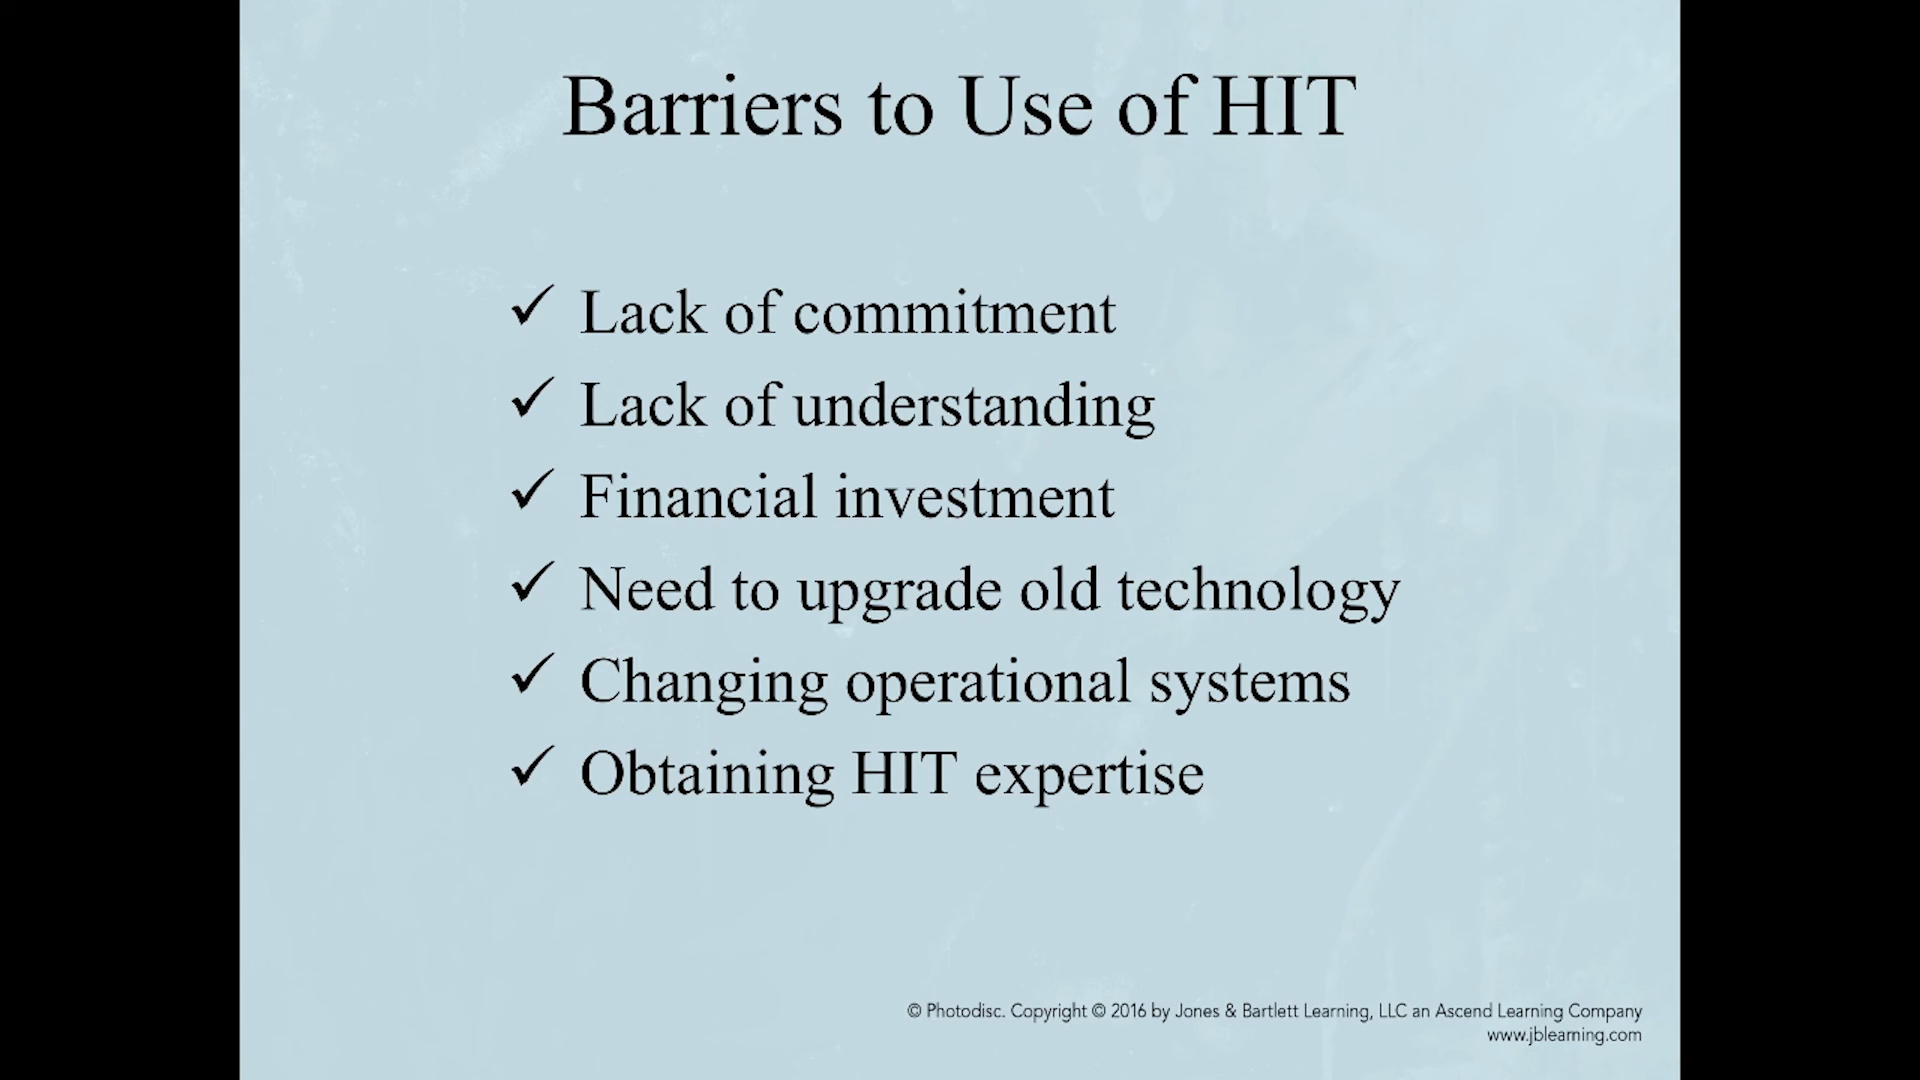 Barriers to Use of HIT
✓ Lack of commitment
✓ Lack of understanding
✓ Financial investment
✓ Need to upgrade old technology
✓ Changing operational systems
✓ Obtaining HIT expertise
© Photodisc. Copyright © 2016 by Jones & Bartlett Learning, LLC an Ascend Learning Company
www.jblearning.com